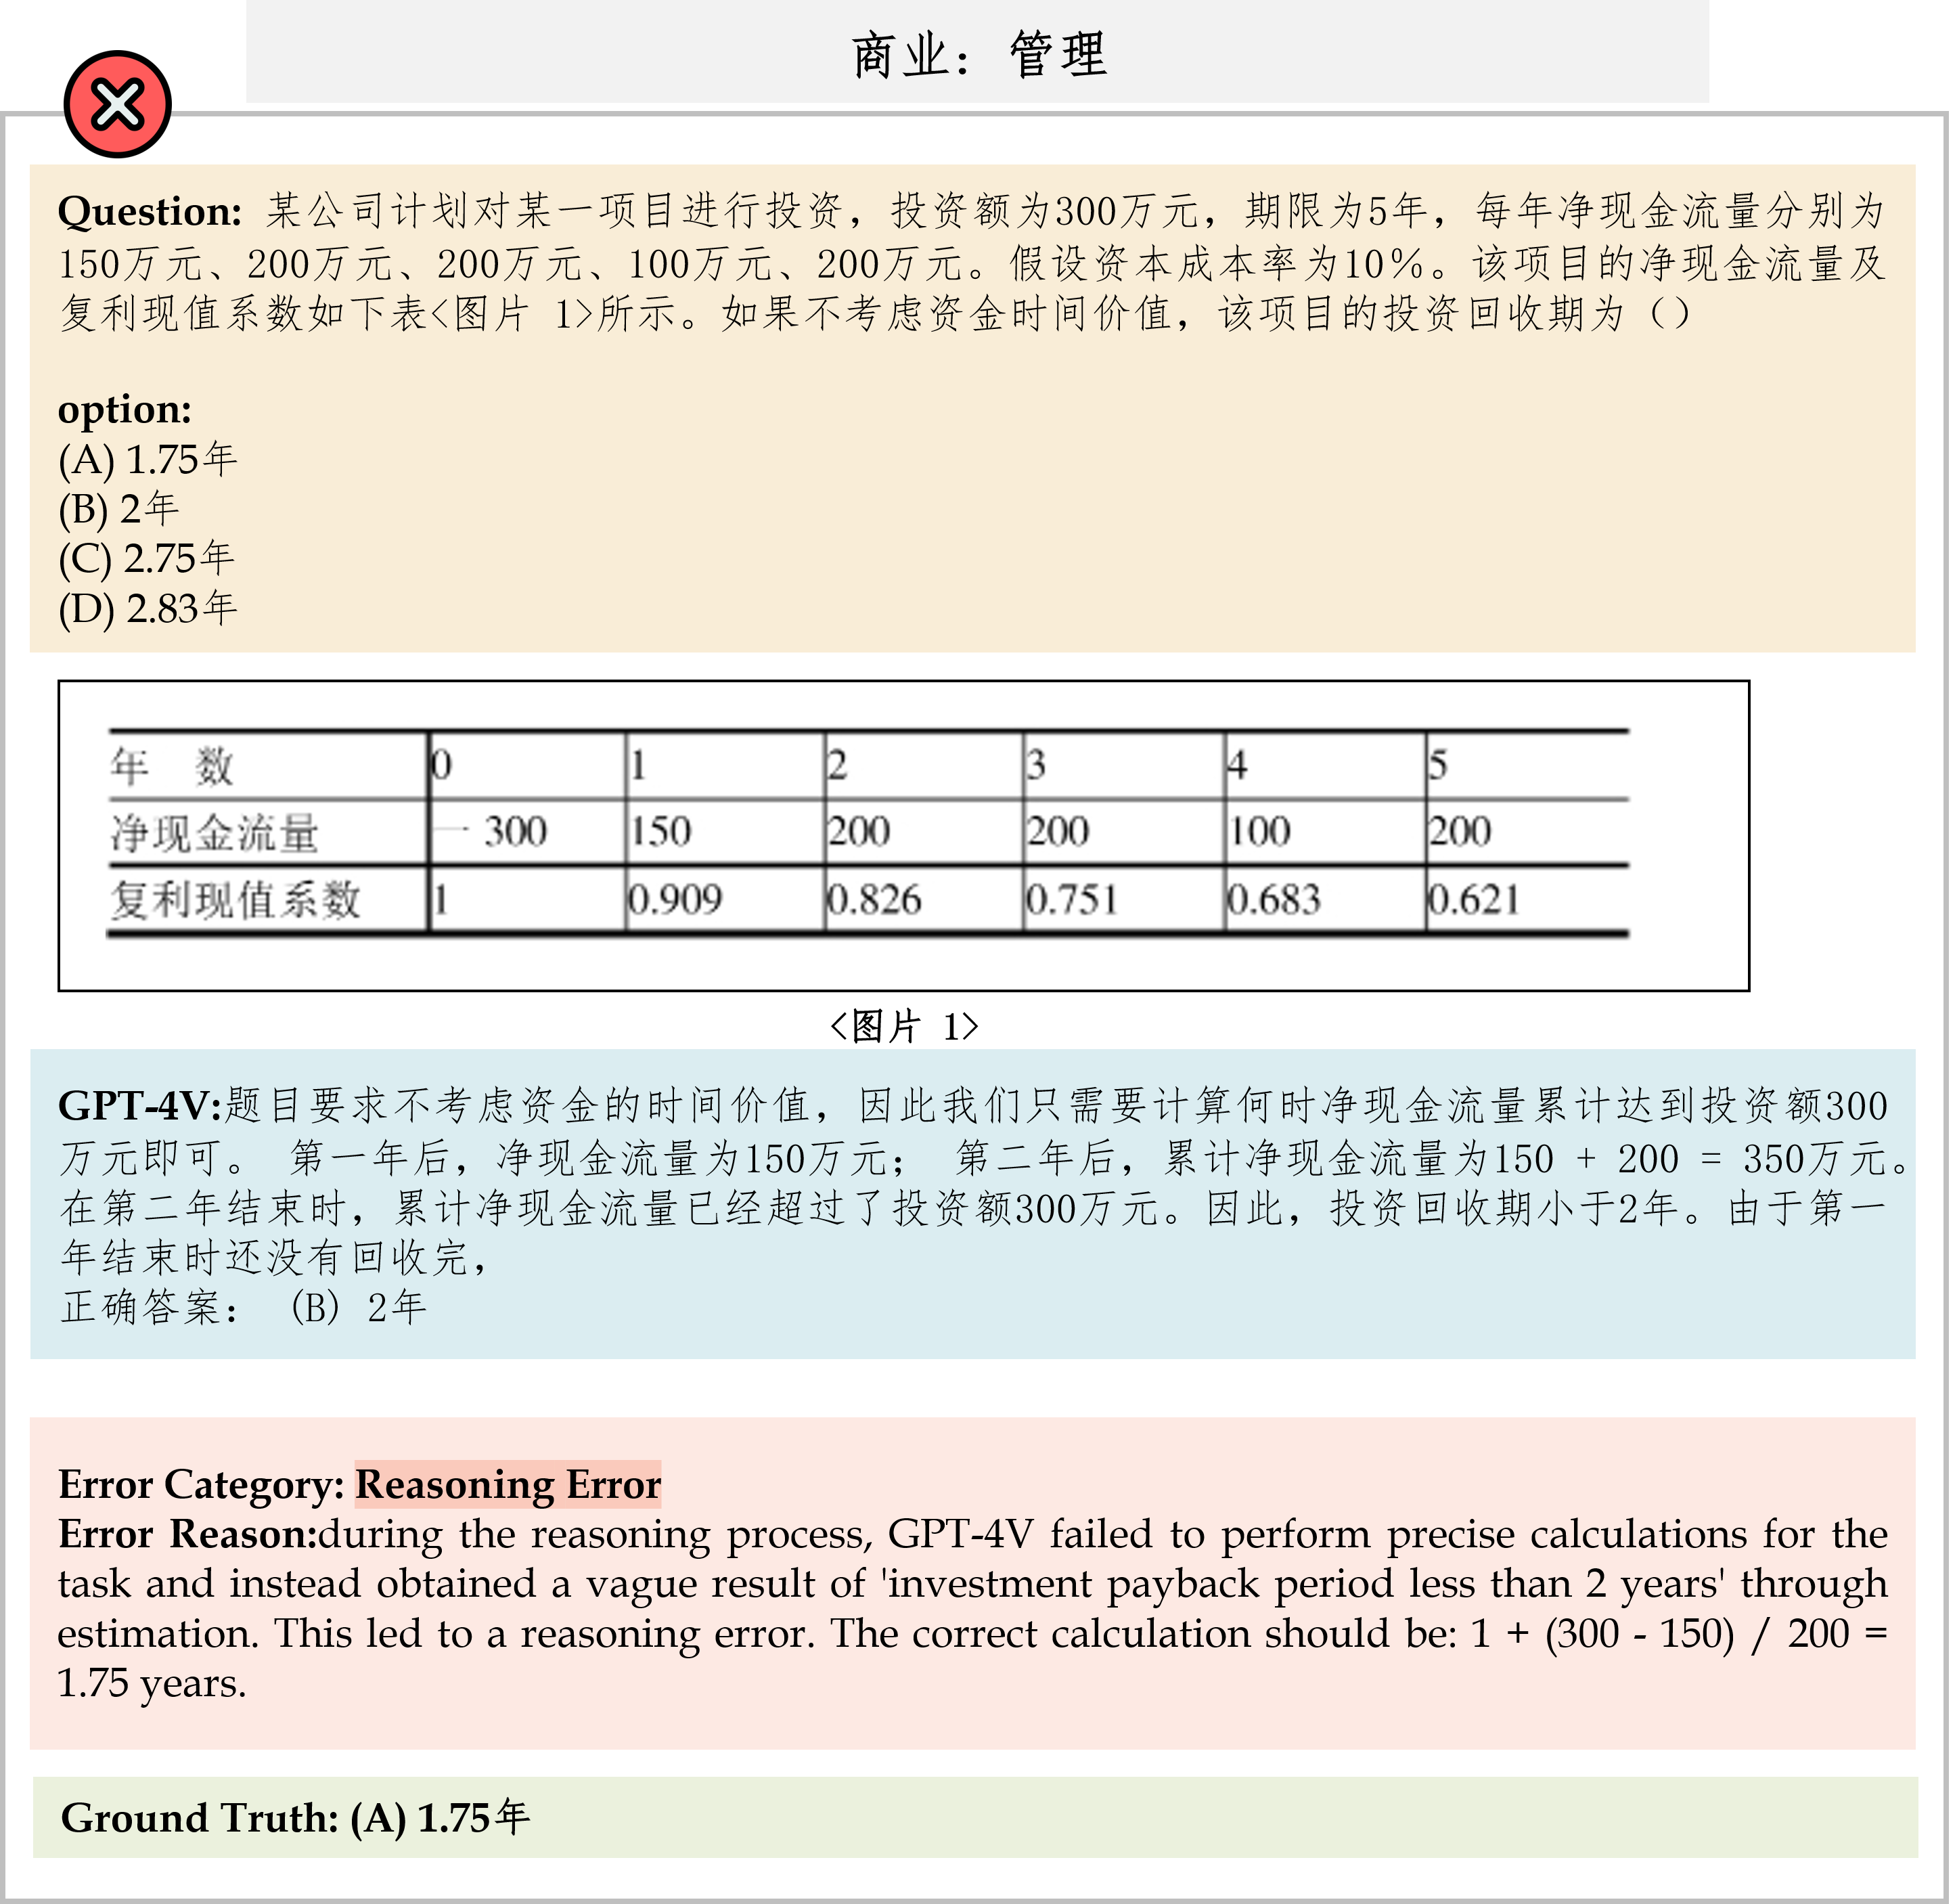 商业：管理
Question: 某公司计划对某一项目进行投资，投资额为300万元，期限为5年，每年净现金流量分别为
150万元、200万元、200万元、100万元、200万元。假设资本成本率为10%。该项目的净现金流量及
复利现值系数如下表<图片 1>所示。如果不考虑资金时间价值，该项目的投资回收期为（）
option:
(A) 1.75年
(B) 2年
(C) 2.75年
(D) 2.83年
年 数 0 1 2 3 4 5
净现金流量 — 300 150 200 200 100 200
复利现值系数 1 0.909 0.826 0.751 0.683 0.621
<图片 1>
GPT-4V:题目要求不考虑资金的时间价值，因此我们只需要计算何时净现金流量累计达到投资额300
万元即可。 第一年后，净现金流量为150万元； 第二年后，累计净现金流量为150 + 200 = 350万元。
在第二年结束时，累计净现金流量已经超过了投资额300万元。因此，投资回收期小于2年。由于第一
年结束时还没有回收完，
正确答案： (B) 2年
Error Category: Reasoning Error
Error Reason:during the reasoning process, GPT-4V failed to perform precise calculations for the
task and instead obtained a vague result of 'investment payback period less than 2 years' through
estimation. This led to a reasoning error. The correct calculation should be: 1 + (300 - 150) / 200 =
1.75 years.
Ground Truth: (A) 1.75年